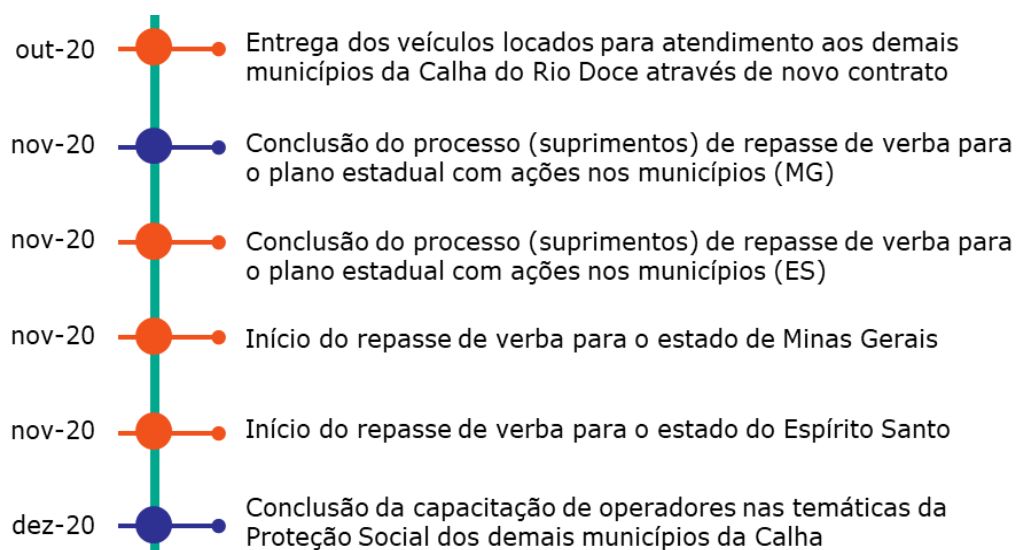 out-20
Entrega dos veículos locados para atendimento aos demais
municípios da Calha do Rio Doce através de novo contrato
nov-20
Conclusão do processo (suprimentos) de repasse de verba para
o plano estadual com ações nos municípios (MG)
nov-20
Conclusão do processo (suprimentos) de repasse de verba para
o plano estadual com ações nos municípios (ES)
nov-20
Início do repasse de verba para o estado de Minas Gerais
nov-20
Início do repasse de verba para o estado do Espírito Santo
dez-20
Conclusão da capacitação de operadores nas temáticas da
Proteção Social dos demais municípios da Calha